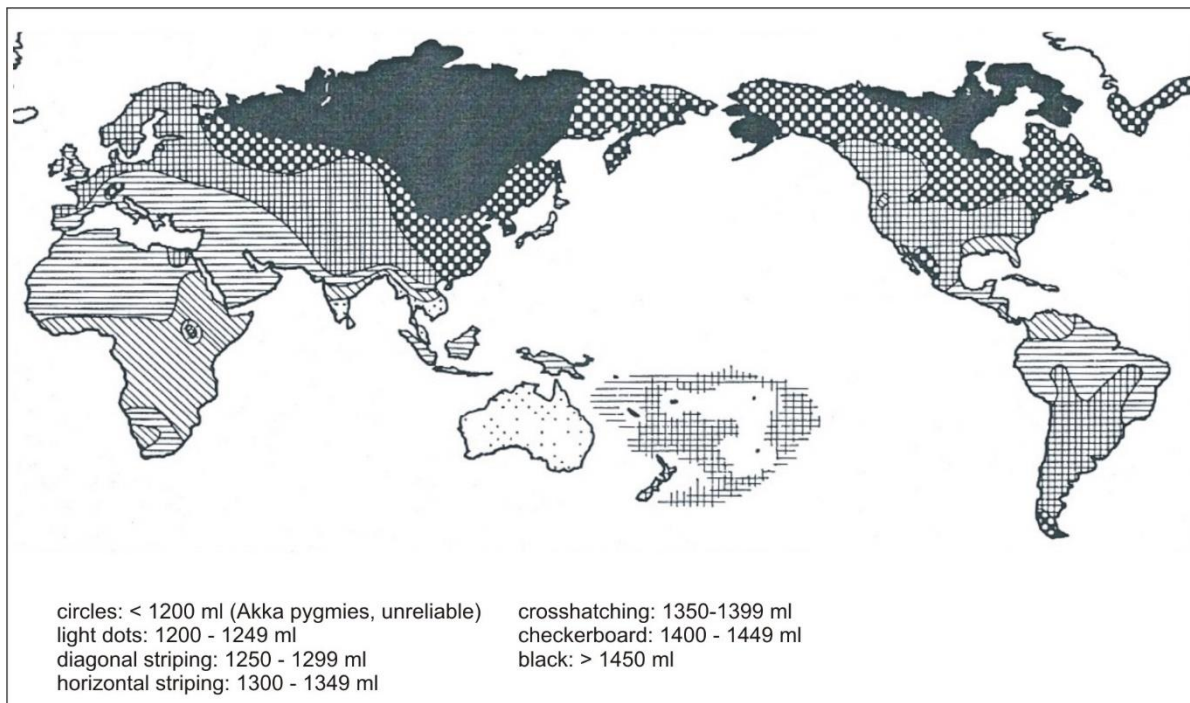 circles: < 1200 ml (Akka pygmies, unreliable)
light dots: 1200 - 1249 ml
diagonal striping: 1250 - 1299 ml
horizontal striping: 1300 - 1349 ml
crosshatching: 1350-1399 ml
checkerboard: 1400 - 1449 ml
black: > 1450 ml